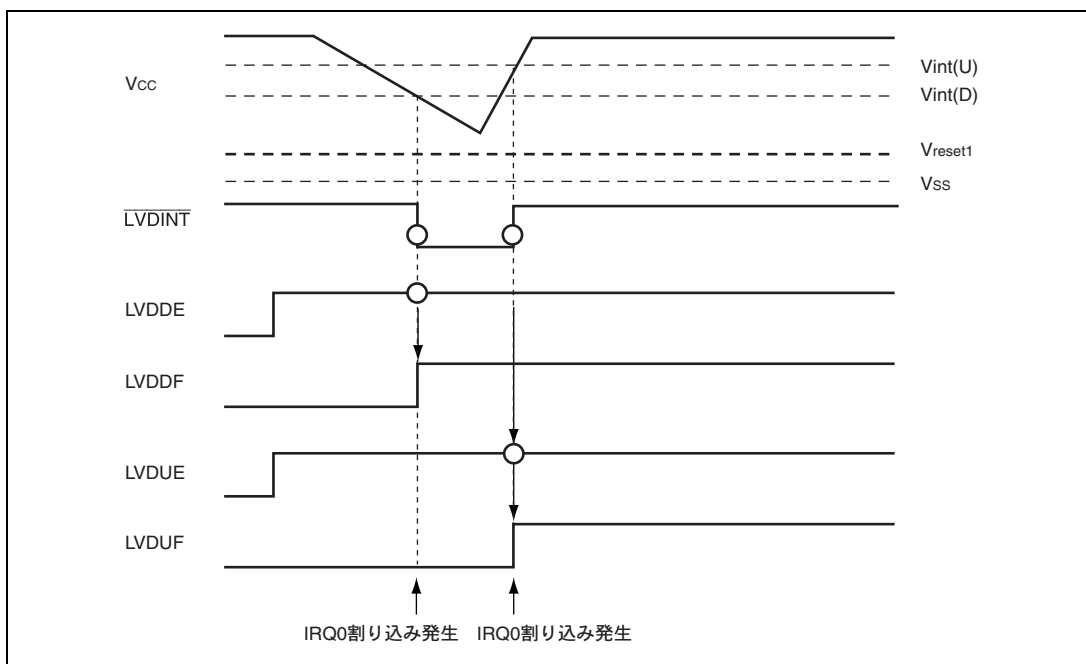 Vcc
Vint(U)
Vint(D)
Vreset1
Vss
LVDINT
LVDDE
LVDDF
LVDUE
LVDUF
IRQ0割り込み発生 IRQ0割り込み発生